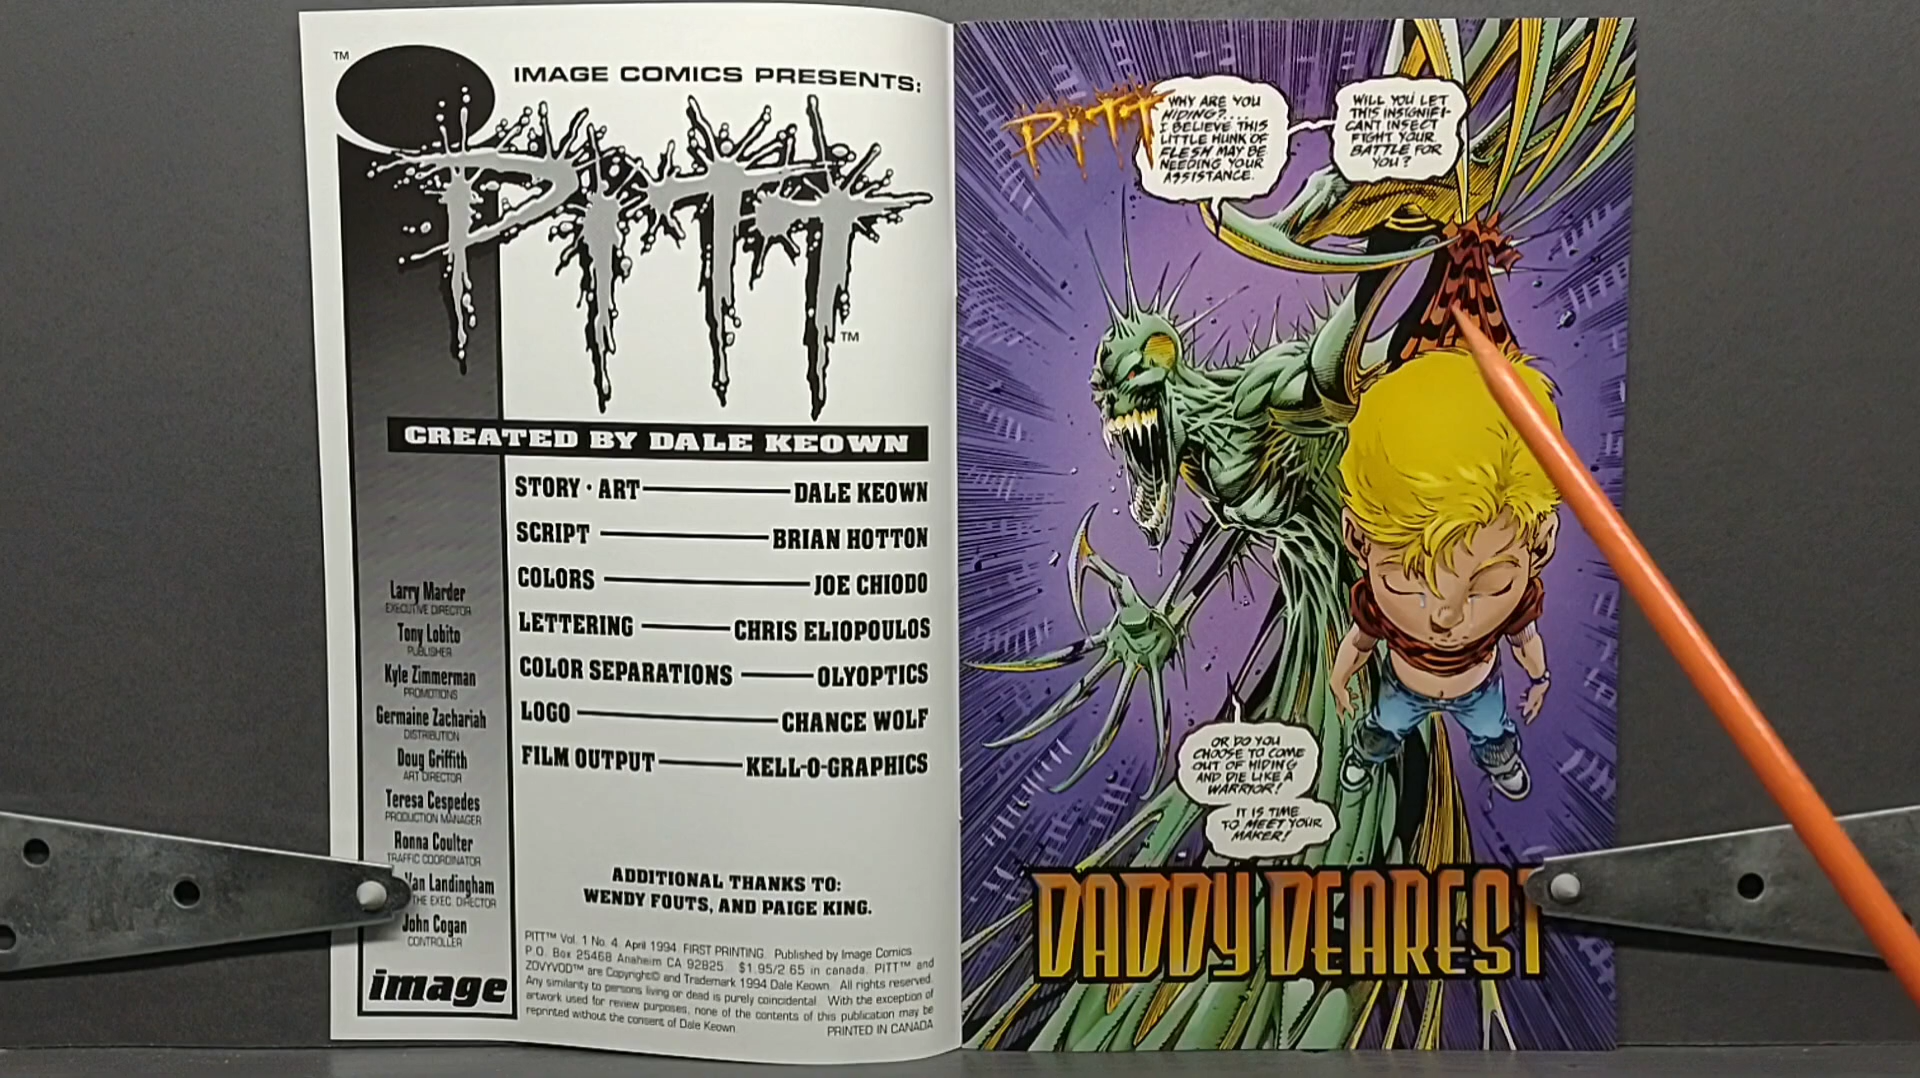 TM
IMAGE COMICS PRESENTS:
PITT
TM
CREATED BY DALE KEOWN
STORY · ART DALE KEOWN
SCRIPT BRIAN HOTTON
COLORS JOE CHIODO
LETTERING CHRIS ELIOPOULOS
COLOR SEPARATIONS OLYOPTICS
LOGO CHANCE WOLF
FILM OUTPUT KELL-O-GRAPHICS
Larry Marder
EXECUTIVE DIRECTOR
Tony Lobito
PUBLISHER
Kyle Zimmerman
PROMOTIONS
Germaine Zachariah
DISTRIBUTION
Doug Griffith
ART DIRECTOR
Teresa Cespedes
PRODUCTION MANAGER
Ronna Coulter
TRAFFIC COORDINATOR
Van Landingham
THE EXEC. DIRECTOR
John Cogan
CONTROLLER
image
ADDITIONAL THANKS TO:
WENDY FOUTS, AND PAIGE KING.
PITT™ Vol. 1 No. 4. April 1994. FIRST PRINTING. Published by Image Comics
P.O. Box 25468 Anaheim CA 92825. $1.95/2.65 in canada. PITT™ and
ZOVYVOD™ are Copyright© and Trademark 1994 Dale Keown. All rights reserved.
Any similarity to persons living or dead is purely coincidental. With the exception of
artwork used for review purposes, none of the contents of this publication may be
reprinted without the consent of Dale Keown.
PRINTED IN CANADA
PITT
WHY ARE YOU
HIDING?....
I BELIEVE THIS
LITTLE HUNK OF
FLESH MAY BE
NEEDING YOUR
ASSISTANCE.
WILL YOU LET
THIS INSIGNIFI-
CANT INSECT
FIGHT YOUR
BATTLE FOR
YOU?
OR DO YOU
CHOOSE TO COME
OUT OF HIDING
AND DIE LIKE A
WARRIOR!
IT IS TIME
TO MEET YOUR
MAKER!
DADDY DEAREST